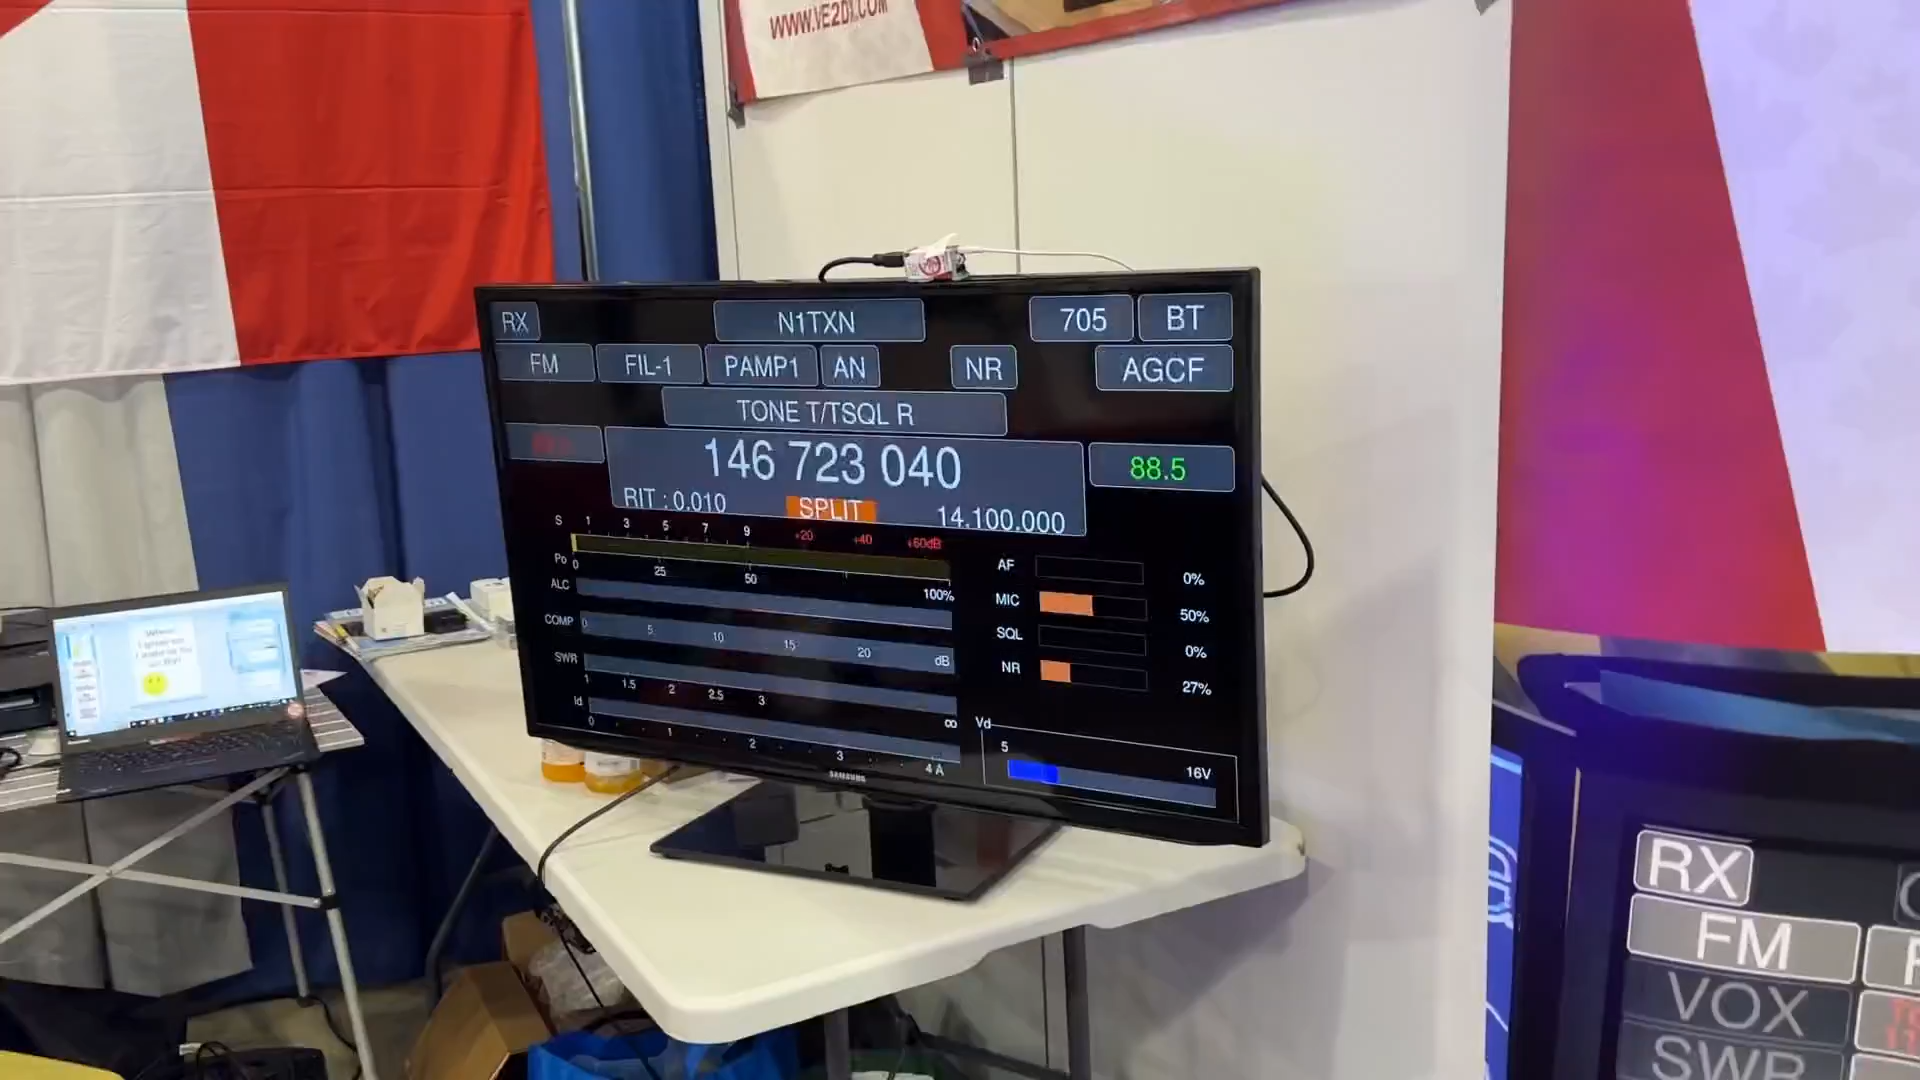 WWW.VE2DX.COM
RX N1TXN 705 BT
FM FIL-1 PAMP1 AN NR AGCF
TONE T/TSQL R
146 723 040 88.5
RIT : 0.010 SPLIT 14.100.000
S 1 3 5 7 9 +20 +40 +60dB
Po 0 25 50 100%
ALC
COMP 0 5 10 15 20 dB
SWR 1 1.5 2 2.5 3 ∞
Id 0 1 2 3 4 A
AF 0%
MIC 50%
SQL 0%
NR 27%
Vd
5 16V
SAMSUNG
RX
FM
VOX
SWR